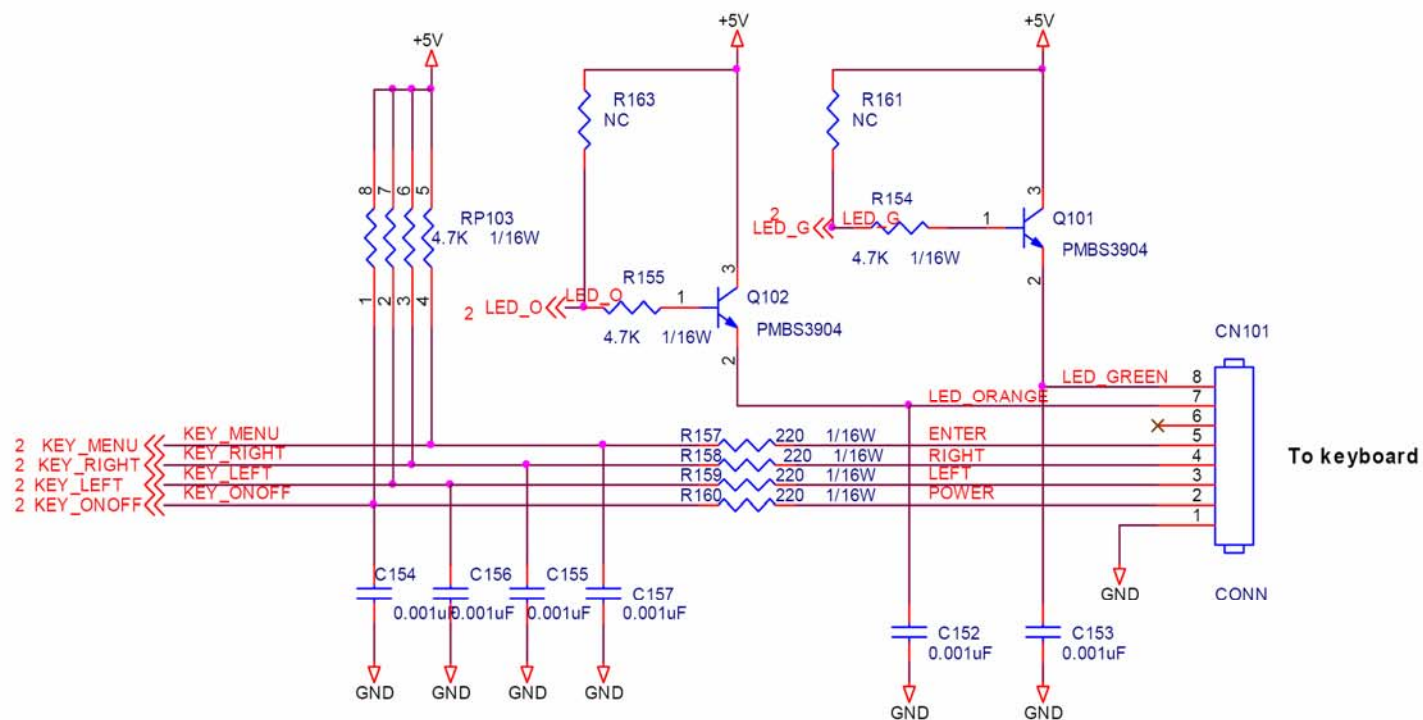 +5V
+5V
+5V
R163
NC
R161
NC
8
7
6
5
RP103
4.7K 1/16W
1
2
3
4
2
LED_G
LED_G
R154
4.7K 1/16W
1
3
Q101
PMBS3904
2
2 LED_O
LED_O
R155
4.7K 1/16W
1
3
Q102
PMBS3904
2
CN101
LED_GREEN 8
LED_ORANGE 7
6
2 KEY_MENU KEY_MENU R157 220 1/16W ENTER 5
2 KEY_RIGHT KEY_RIGHT R158 220 1/16W RIGHT 4
2 KEY_LEFT KEY_LEFT R159 220 1/16W LEFT 3
2 KEY_ONOFF KEY_ONOFF R160 220 1/16W POWER 2
1
To keyboard
GND
CONN
C154
0.001uF
C156
0.001uF
C155
0.001uF
C157
0.001uF
C152
0.001uF
C153
0.001uF
GND
GND
GND
GND
GND
GND